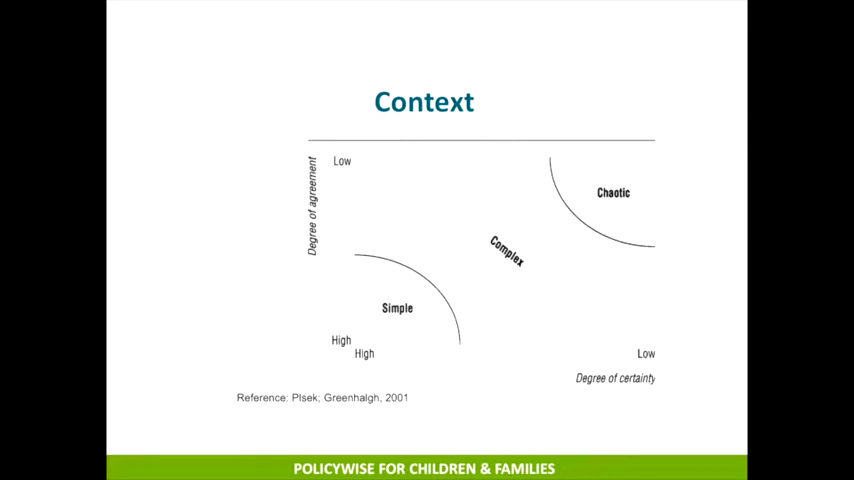 Context
Degree of agreement
Low
Chaotic
Complex
Simple
High
High
Low
Degree of certainty
Reference: Plsek; Greenhalgh, 2001
POLICYWISE FOR CHILDREN & FAMILIES